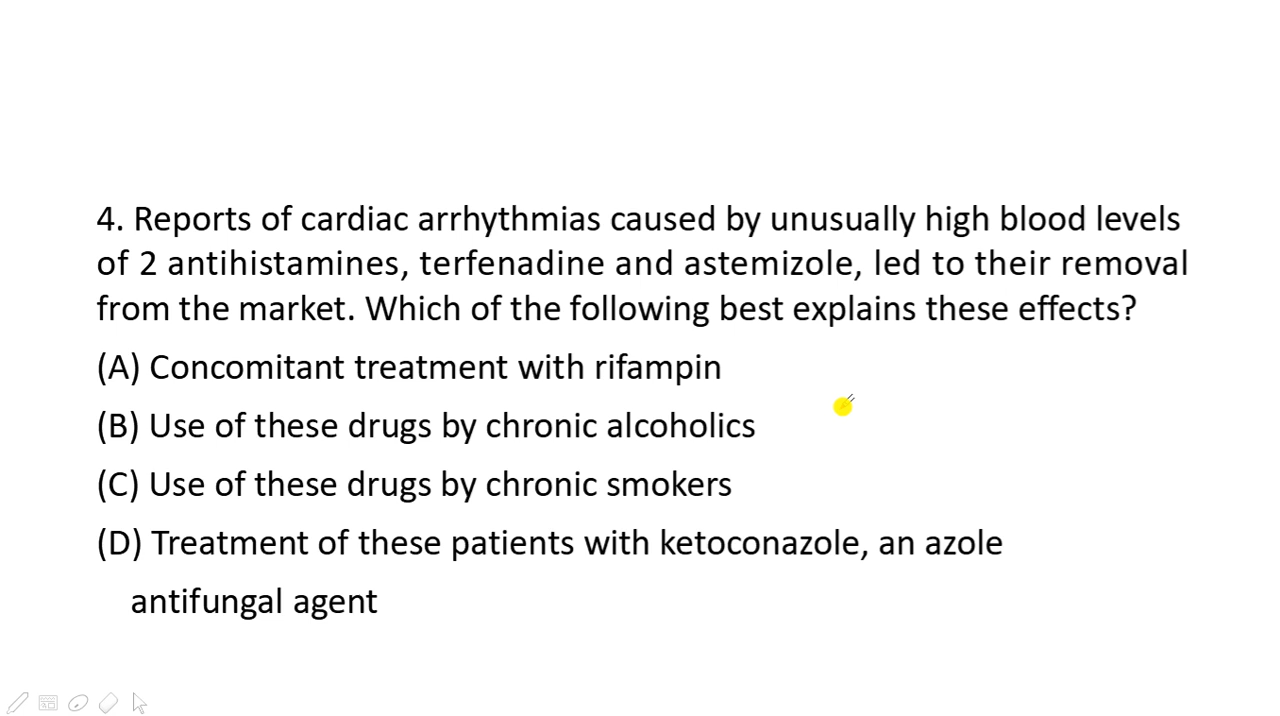 4. Reports of cardiac arrhythmias caused by unusually high blood levels
of 2 antihistamines, terfenadine and astemizole, led to their removal
from the market. Which of the following best explains these effects?
(A) Concomitant treatment with rifampin
(B) Use of these drugs by chronic alcoholics
(C) Use of these drugs by chronic smokers
(D) Treatment of these patients with ketoconazole, an azole
antifungal agent